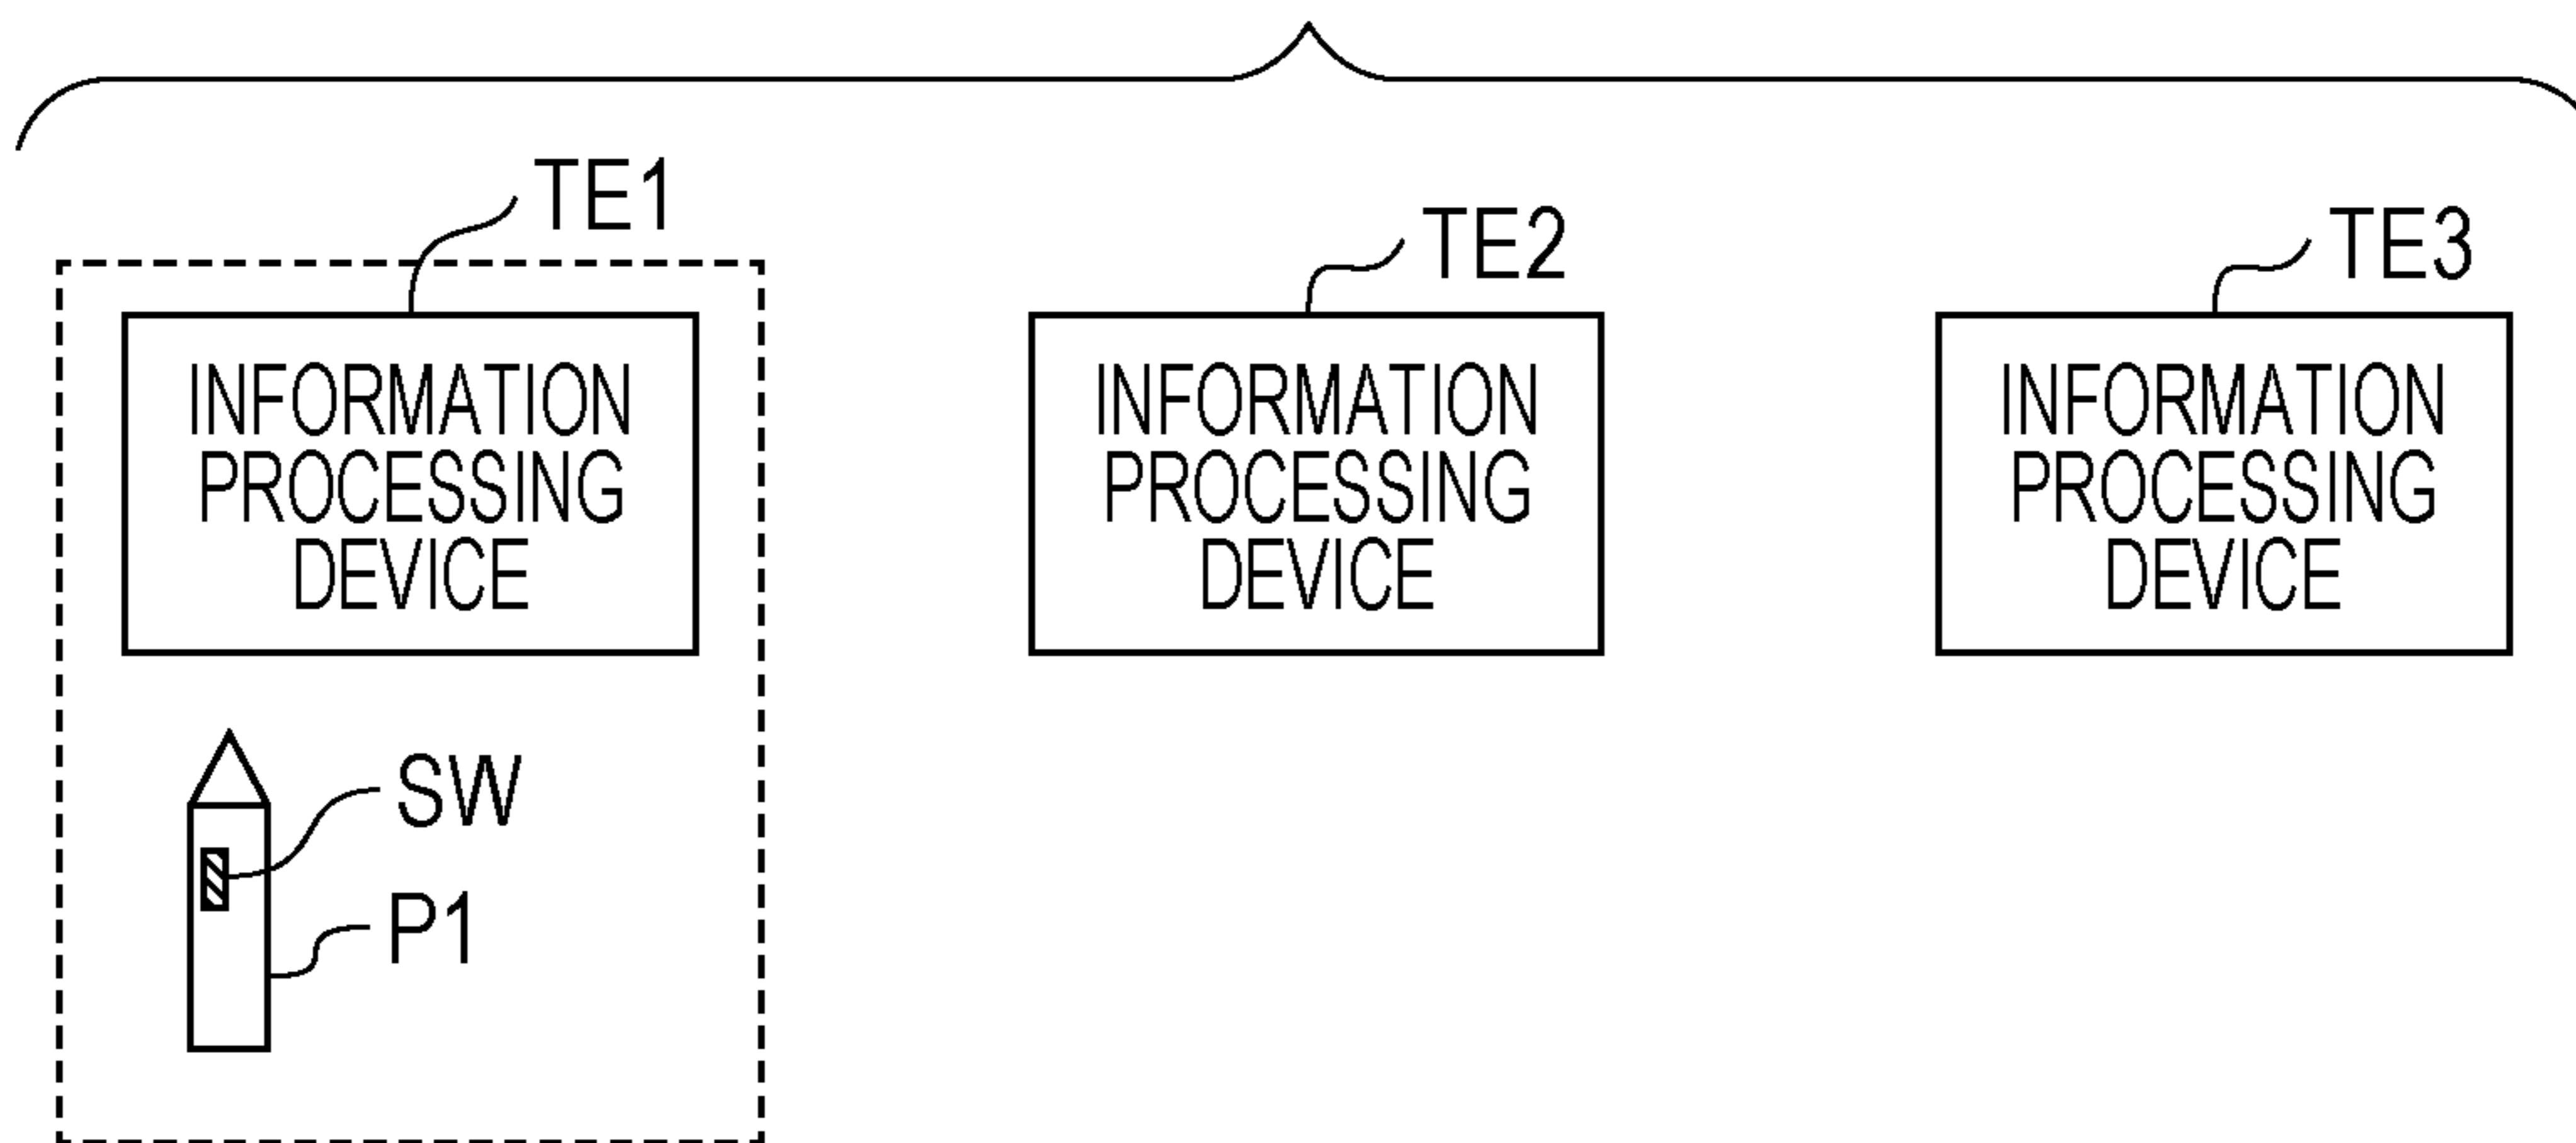 TE1
TE2
TE3
INFORMATION
PROCESSING
DEVICE
INFORMATION
PROCESSING
DEVICE
INFORMATION
PROCESSING
DEVICE
SW
P1